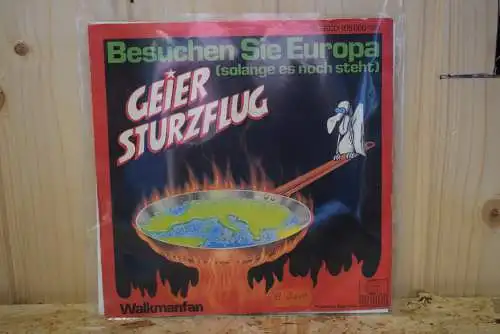 Besuchen Sie Europa
(solange es noch steht)
GEIER
STURZFLUG
Walkmanfan